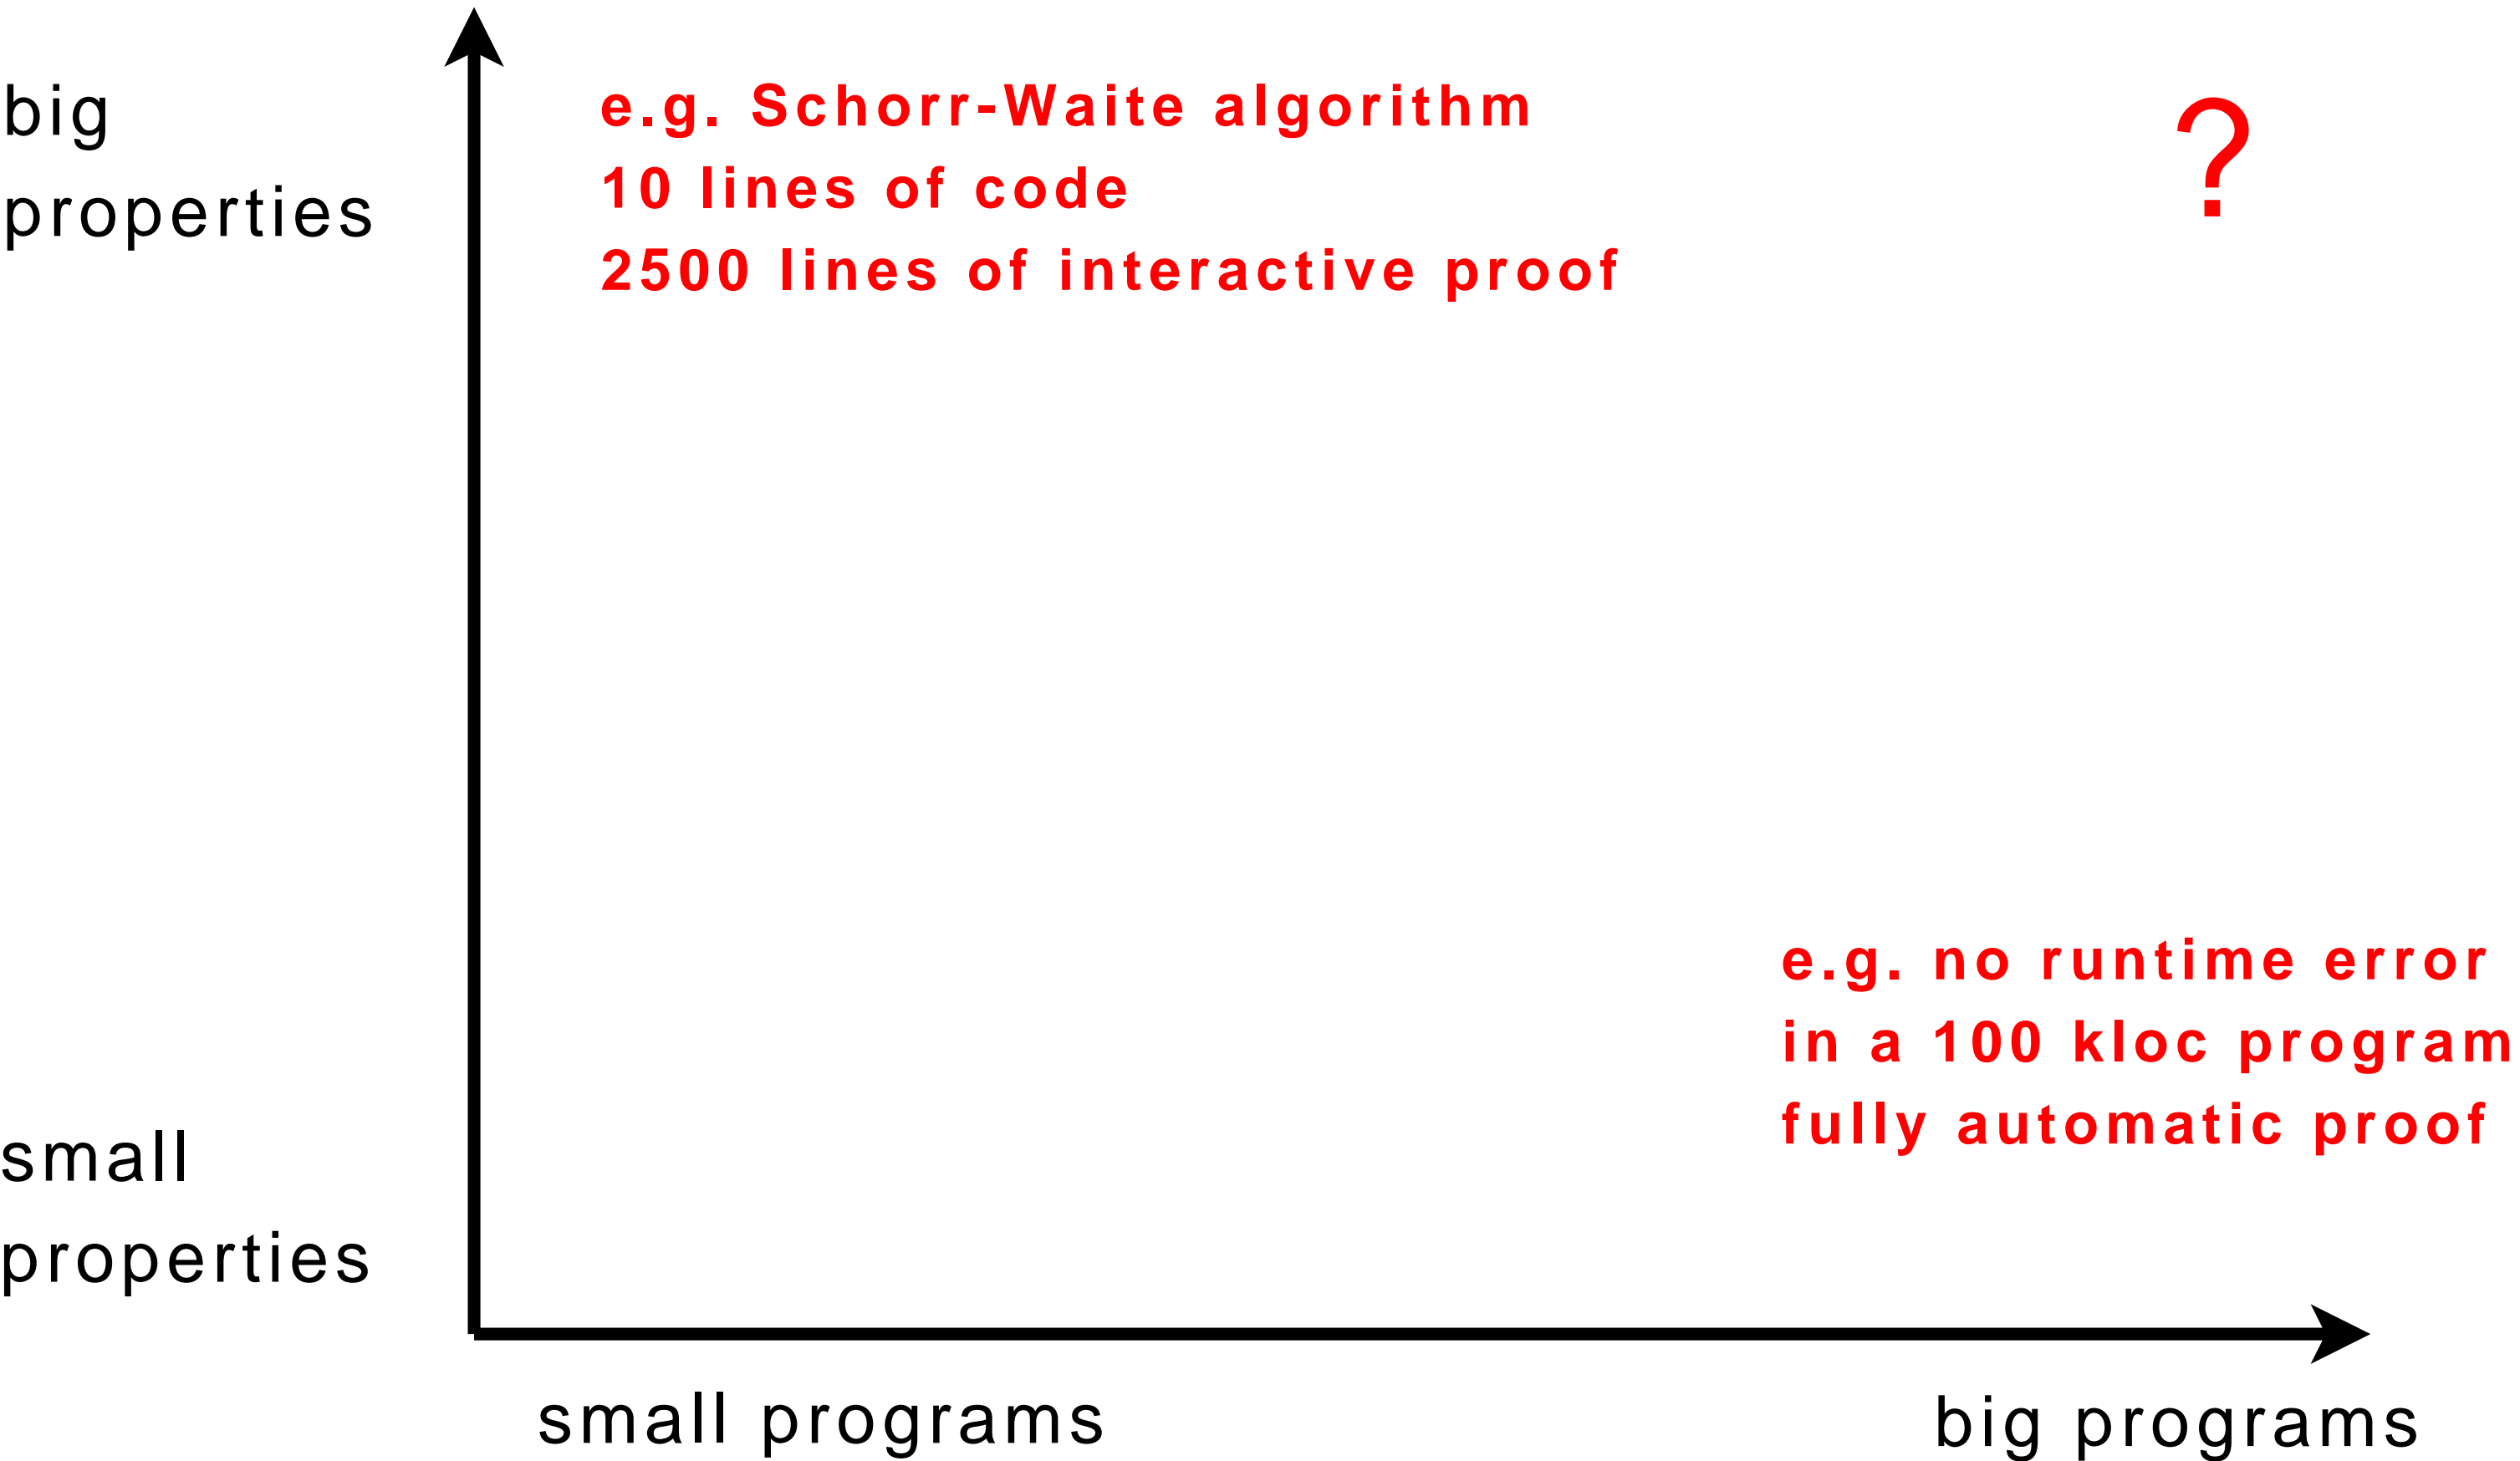 big
properties
e.g. Schorr-Waite algorithm
10 lines of code
2500 lines of interactive proof
?
e.g. no runtime error
in a 100 kloc program
fully automatic proof
small
properties
small programs
big programs